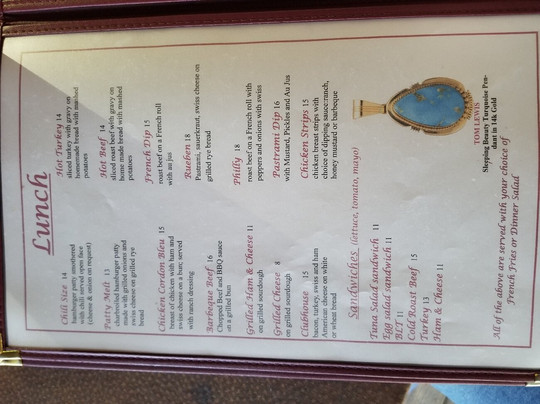 Lunch
Chili Size 14
hamburger patty smothered
with chili served open face
(cheese & onion on request)
Patty Melt 13
charbroiled hamburger patty
made with grilled onions and
swiss cheese on grilled rye
bread
Chicken Cordon Bleu 15
breast of chicken with ham and
swiss cheese on a bun; served
with ranch dressing
Barbeque Beef 16
Chopped Beef and BBQ sauce
on a grilled bun
Grilled Ham & Cheese 11
on grilled sourdough
Grilled Cheese 8
on grilled sourdough
Clubhouse 15
bacon, turkey, swiss and ham
American cheese on white
or wheat bread
Hot Turkey 14
sliced turkey with gravy on
homemade bread with mashed
potatoes
Hot Beef 14
sliced roast beef with gravy on
home made bread with mashed
potatoes
French Dip 15
roast beef on a French roll
with au jus
Rueben 18
Pastrami, sauerkraut, swiss cheese on
grilled rye bread
Philly 18
roast beef on a French roll with
peppers and onions with swiss
Pastrami Dip 16
with Mustard, Pickles and Au Jus
Chicken Strips 15
chicken breast strips with
choice of dipping sauce:ranch,
honey mustard or barbeque
Sandwiches (lettuce, tomato, mayo)
Tuna Salad sandwich 11
Egg salad sandwich 11
BLT 11
Cold Roast Beef 15
Turkey 13
Ham & Cheese 11
TOM LEWIS
Sleeping Beauty Turquoise Pen-
dant in 14k Gold
All of the above are served with your choice of
French Fries or Dinner Salad